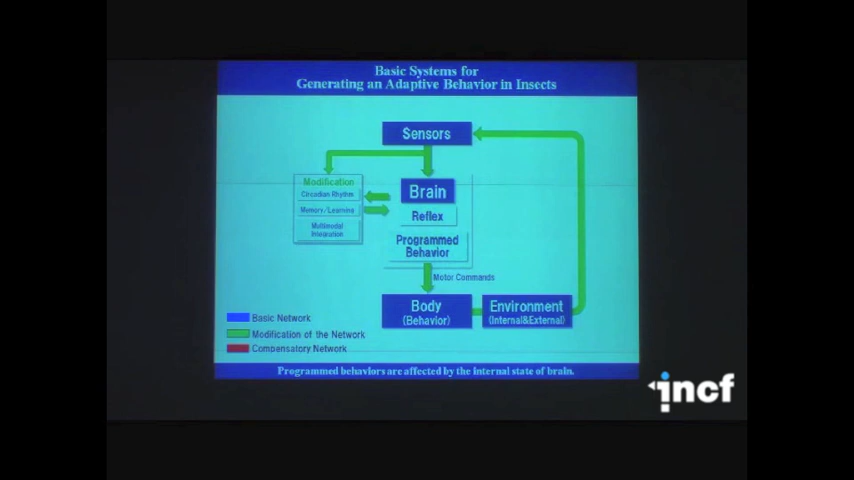 Basic Systems for
Generating an Adaptive Behavior in Insects
Sensors
Modification
Circadian Rhythm
Memory/Learning
Multimodal
Integration
Brain
Reflex
Programmed
Behavior
Motor Commands
Body
(Behavior)
Environment
(Internal&External)
Basic Network
Modification of the Network
Compensatory Network
Programmed behaviors are affected by the internal state of brain.
incf